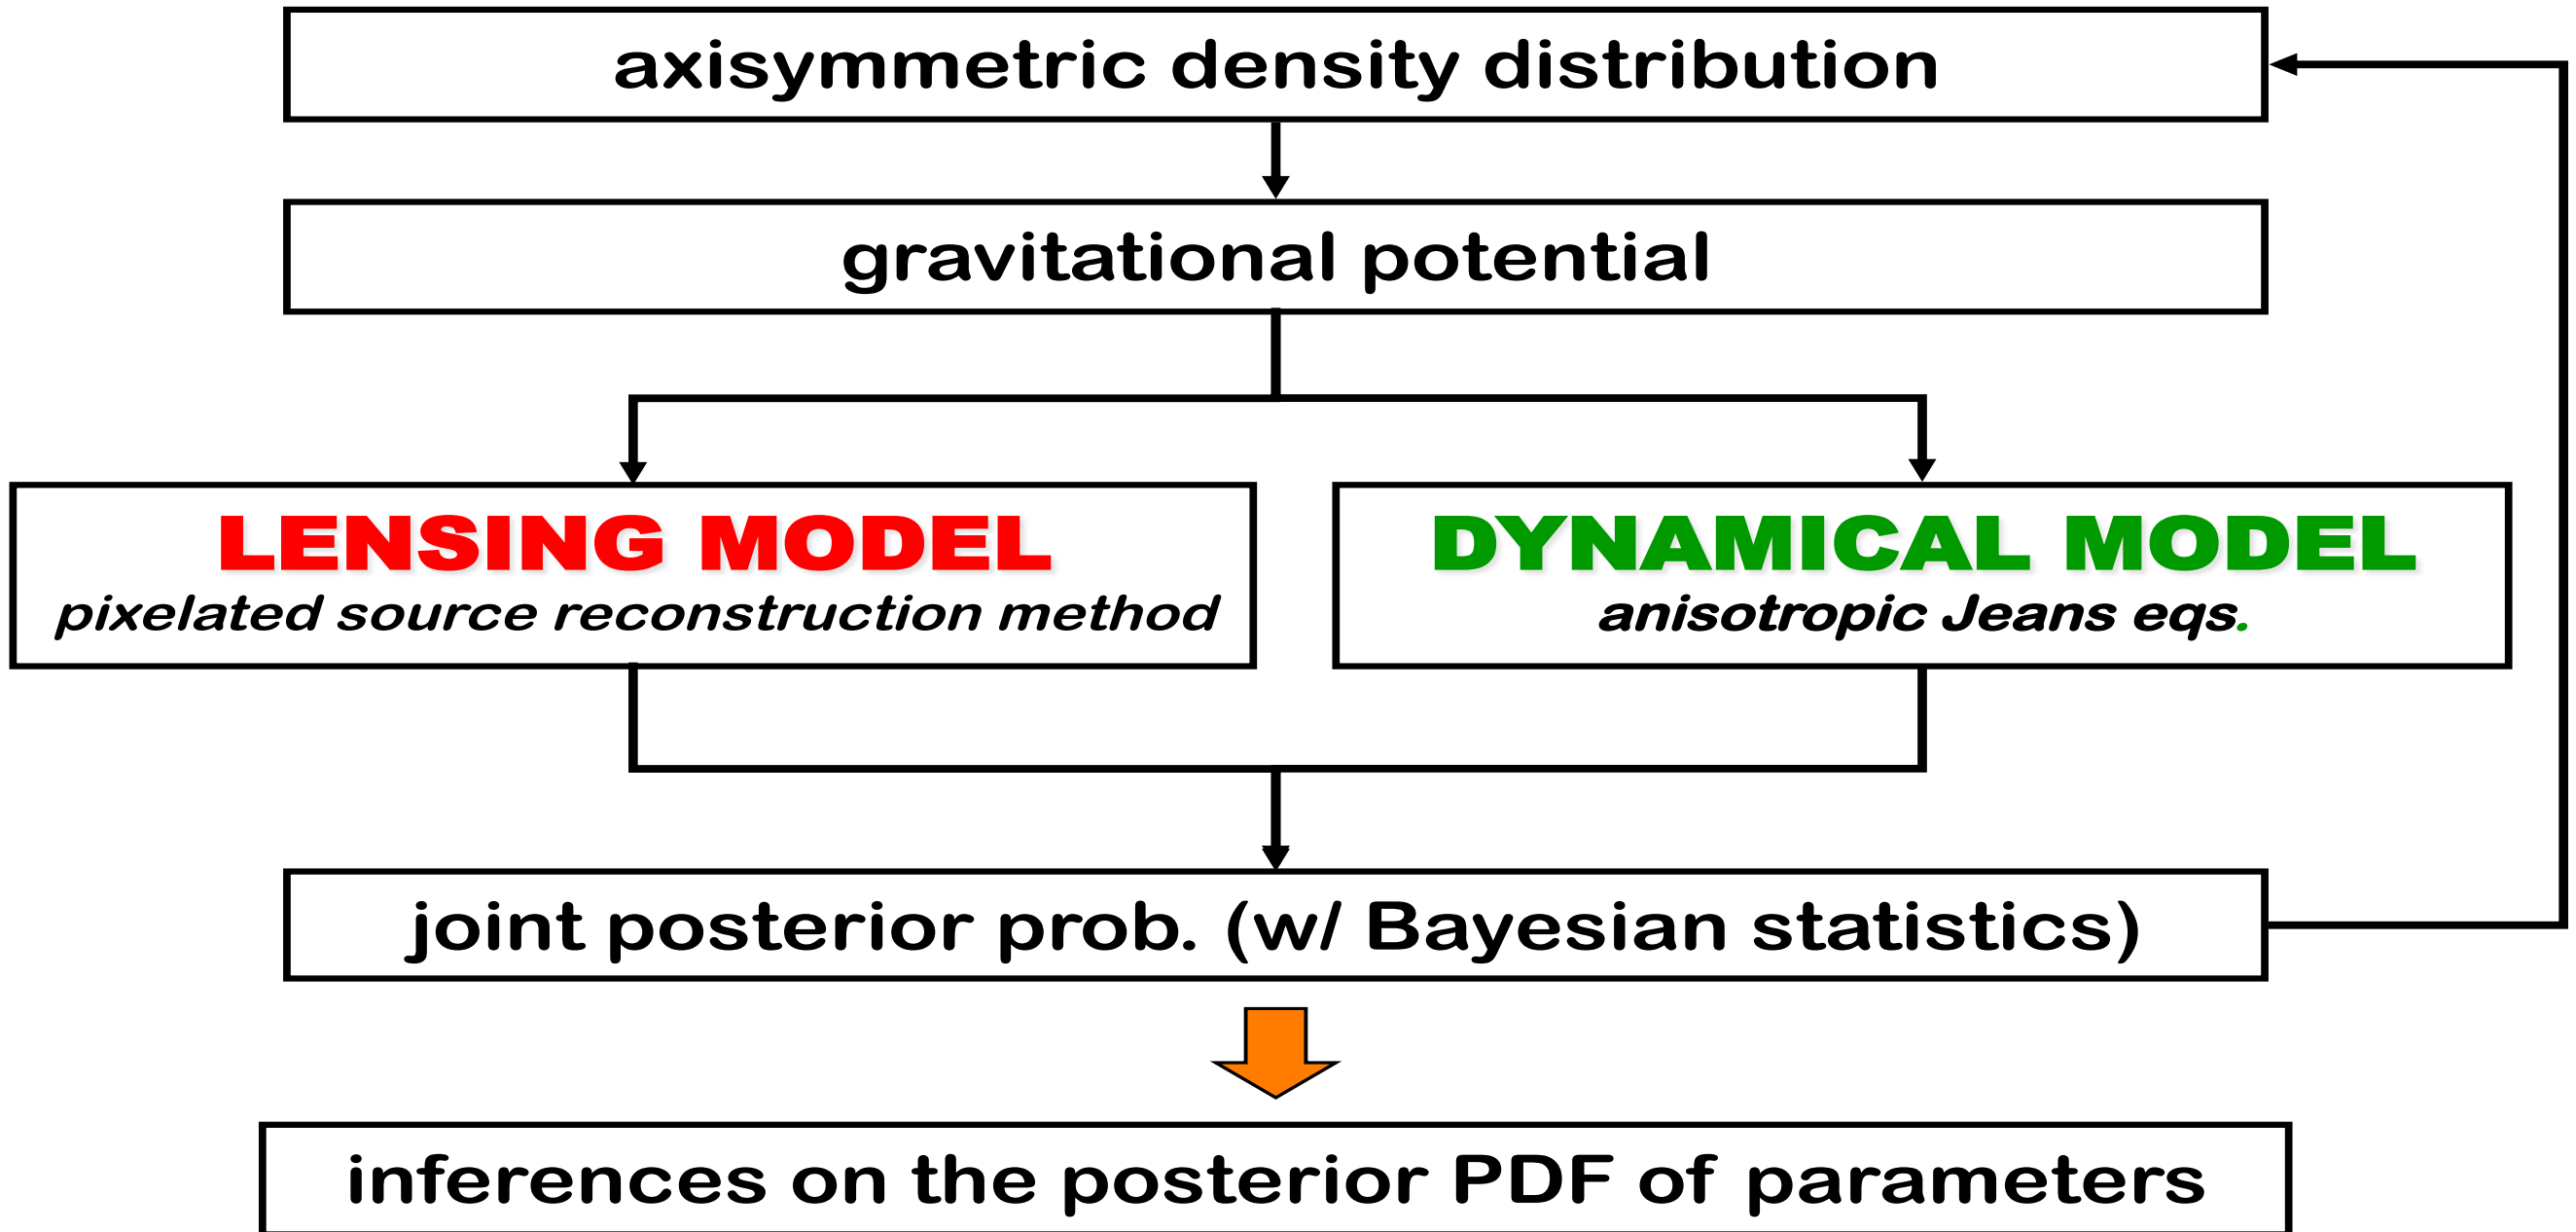 axisymmetric density distribution
gravitational potential
LENSING MODEL
pixelated source reconstruction method
DYNAMICAL MODEL
anisotropic Jeans eqs.
joint posterior prob. (w/ Bayesian statistics)
inferences on the posterior PDF of parameters